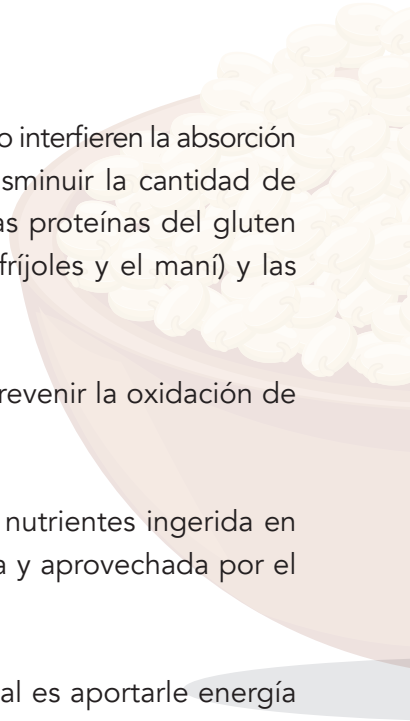 o interfieren la absorción
sminuir la cantidad de
as proteínas del gluten
fríjoles y el maní) y las
revenir la oxidación de
nutrientes ingerida en
a y aprovechada por el
al es aportarle energía